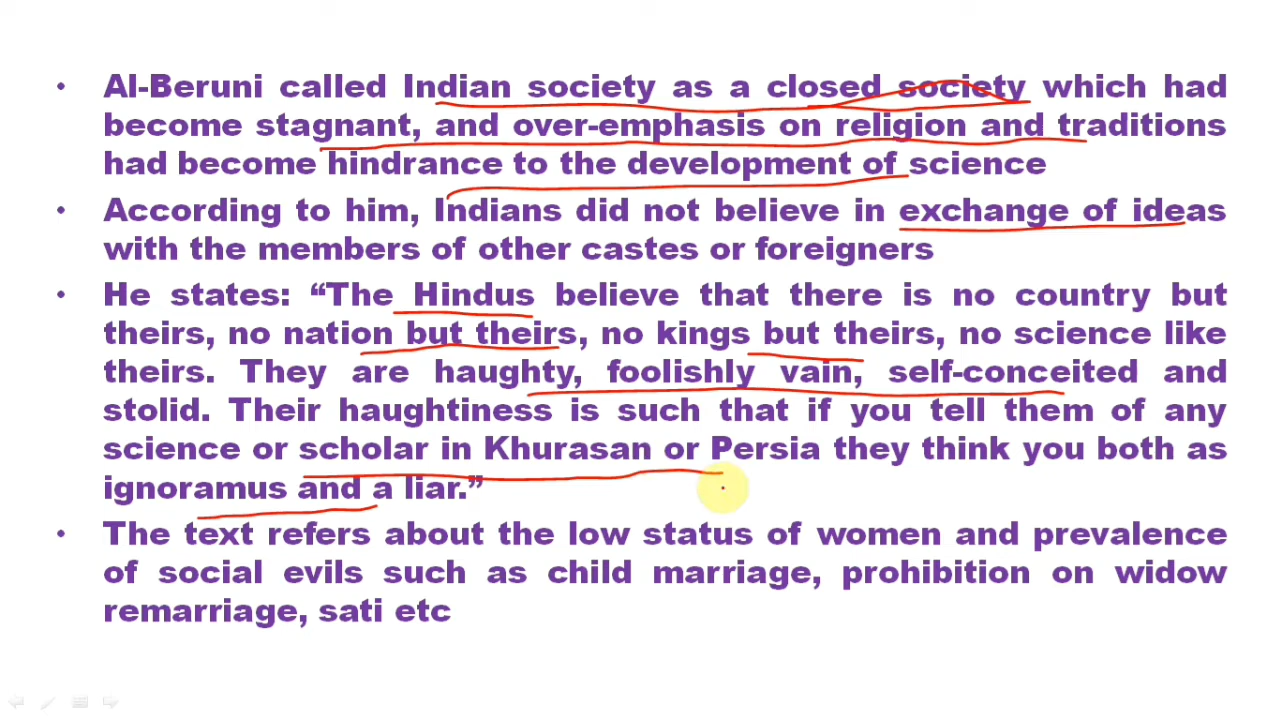 • Al-Beruni called Indian society as a closed society which had
become stagnant, and over-emphasis on religion and traditions
had become hindrance to the development of science
• According to him, Indians did not believe in exchange of ideas
with the members of other castes or foreigners
• He states: “The Hindus believe that there is no country but
theirs, no nation but theirs, no kings but theirs, no science like
theirs. They are haughty, foolishly vain, self-conceited and
stolid. Their haughtiness is such that if you tell them of any
science or scholar in Khurasan or Persia they think you both as
ignoramus and a liar.”
• The text refers about the low status of women and prevalence
of social evils such as child marriage, prohibition on widow
remarriage, sati etc